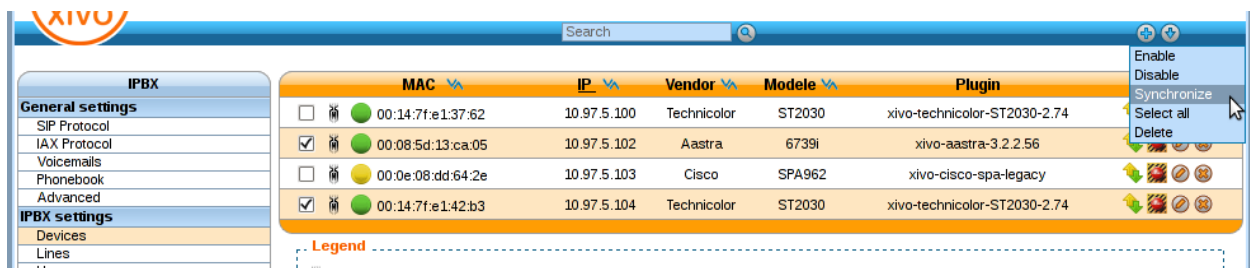 XIVO
Search
Enable
Disable
Synchronize
Select all
Delete
IPBX
General settings
SIP Protocol
IAX Protocol
Voicemails
Phonebook
Advanced
IPBX settings
Devices
Lines
MAC IP Vendor Modele Plugin
00:14:7f:e1:37:62 10.97.5.100 Technicolor ST2030 xivo-technicolor-ST2030-2.74
00:08:5d:13:ca:05 10.97.5.102 Aastra 6739i xivo-aastra-3.2.2.56
00:0e:08:dd:64:2e 10.97.5.103 Cisco SPA962 xivo-cisco-spa-legacy
00:14:7f:e1:42:b3 10.97.5.104 Technicolor ST2030 xivo-technicolor-ST2030-2.74
Legend